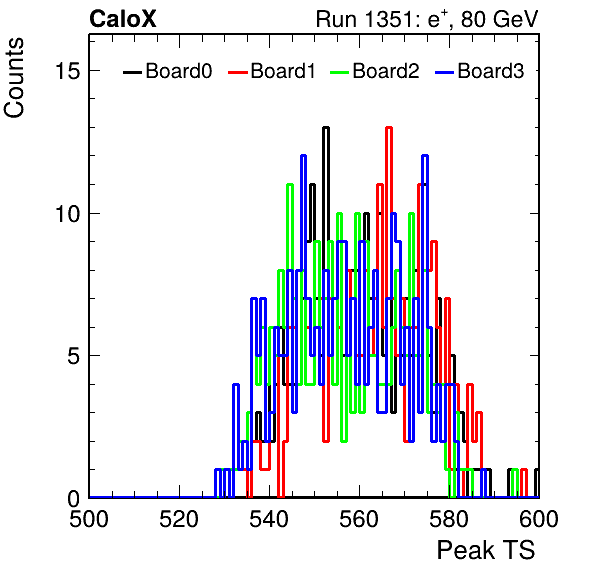 CaloX Run 1351: e+, 80 GeV
Counts
Board0 Board1 Board2 Board3
15
10
5
0
500 520 540 560 580 600
Peak TS